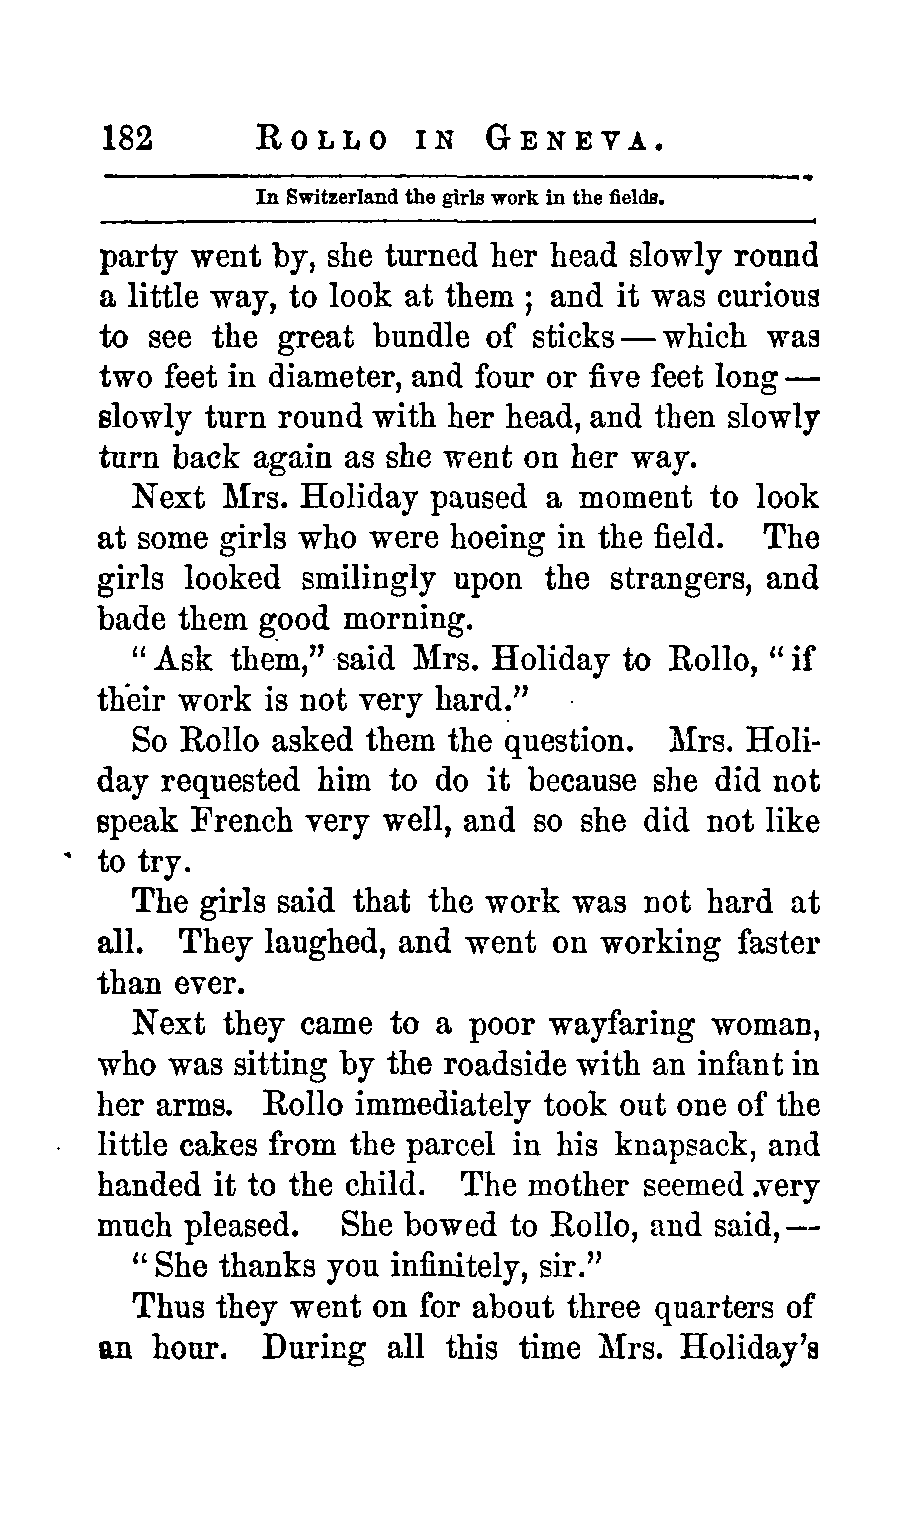 182 ROLLO IN GENEVA.
In Switzerland the girls work in the fields.
party went by, she turned her head slowly round
a little way, to look at them ; and it was curious
to see the great bundle of sticks — which was
two feet in diameter, and four or five feet long —
slowly turn round with her head, and then slowly
turn back again as she went on her way.
Next Mrs. Holiday paused a moment to look
at some girls who were hoeing in the field. The
girls looked smilingly upon the strangers, and
bade them good morning.
“ Ask them,” said Mrs. Holiday to Rollo, “ if
their work is not very hard.”
So Rollo asked them the question. Mrs. Holi-
day requested him to do it because she did not
speak French very well, and so she did not like
to try.
The girls said that the work was not hard at
all. They laughed, and went on working faster
than ever.
Next they came to a poor wayfaring woman,
who was sitting by the roadside with an infant in
her arms. Rollo immediately took out one of the
little cakes from the parcel in his knapsack, and
handed it to the child. The mother seemed very
much pleased. She bowed to Rollo, and said,—
“ She thanks you infinitely, sir.”
Thus they went on for about three quarters of
an hour. During all this time Mrs. Holiday’s